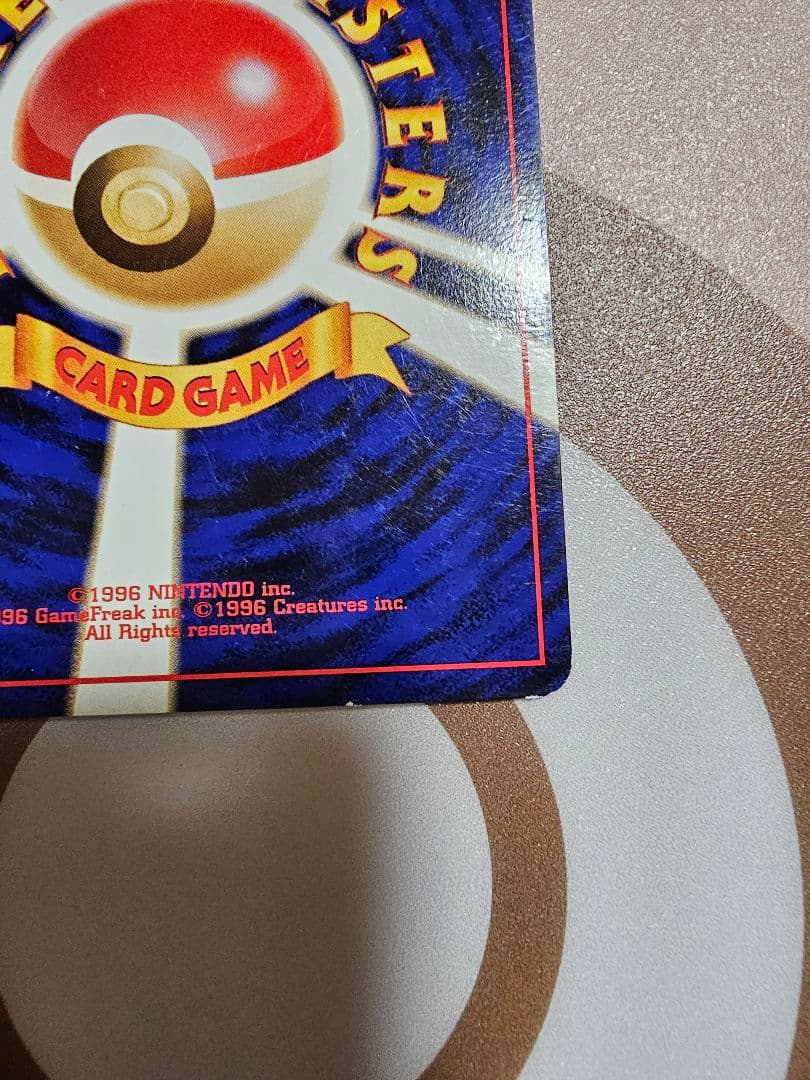 STERS
CARD GAME
©1996 NINTENDO inc.
96 GameFreak inc. ©1996 Creatures inc.
All Rights reserved.